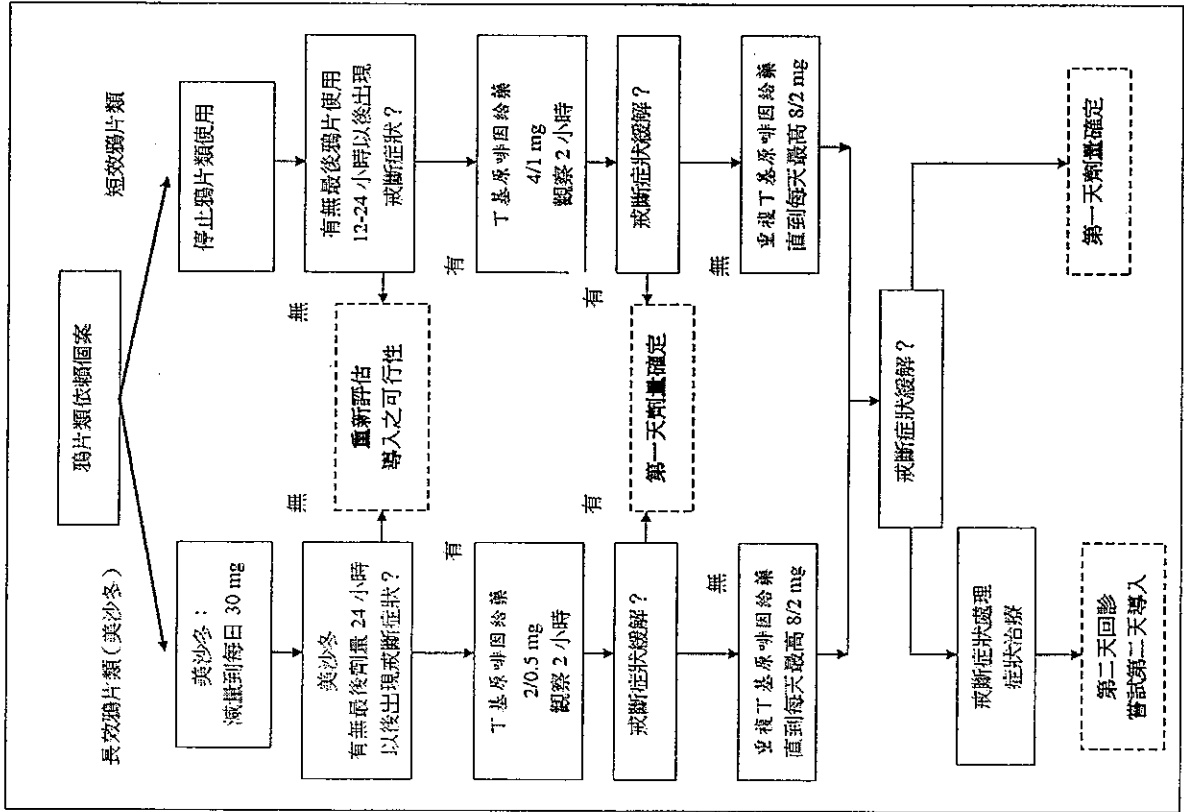 鴉片類依賴個案
長效鴉片類（美沙冬）
短效鴉片類
美沙冬：
減量到每日 30 mg
停止鴉片類使用
美沙冬
有無最後劑量 24 小時
以後出現戒斷症狀？
有無最後鴉片使用
12-24 小時以後出現
戒斷症狀？
無
無
重新評估
導入之可行性
有
有
丁基原啡因給藥
2/0.5 mg
觀察 2 小時
丁基原啡因給藥
4/1 mg
觀察 2 小時
戒斷症狀緩解？
戒斷症狀緩解？
有
有
第一天劑量確定
無
無
重複丁基原啡因給藥
直到每天最高 8/2 mg
重複丁基原啡因給藥
直到每天最高 8/2 mg
戒斷症狀緩解？
戒斷症狀處理
症狀治療
第二天回診
嘗試第二天導入
第一天劑量確定